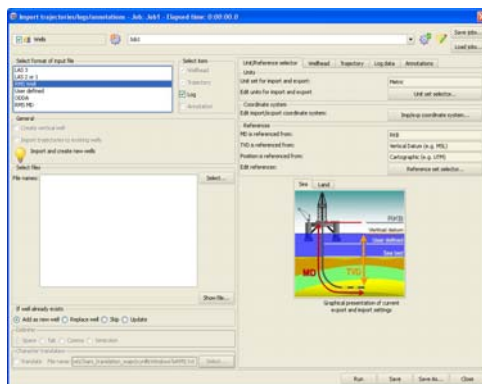 Import trajectories/logs/annotations - Job: Job1 - Elapsed time: 0:00:00.0
Wells
Job1
Save jobs...
Load jobs...
Select format of input file
LAS 3
LAS 2 or 1
RMS Well
User defined
ODDA
RMS MD
Select item
Wellhead
Trajectory
Log
Annotation
General
Create vertical well
Import trajectories to existing wells
Import and create new wells
Select files
File names:
Select...
Show file...
If well already exists
Add as new well Replace well Skip Update
Space Tab Comma
Character translation
Translate File name:
Select...
Unit/Reference selector Wellhead Trajectory Log data Annotations
Units
Unit set for import and export: Metric
Edit units for import and export: Unit set selector...
Coordinate system
Edit import/export coordinate system: Imp/exp coordinate system...
References
MD is referenced from: RKB
TVD is referenced from: Vertical Datum (e.g. MSL)
Position is referenced from: Cartographic (e.g. UTM)
Edit references: Reference set selector...
Sea Land
Vertical datum
User defined
Sea bed
MD
TVD
Graphical presentation of current
export and import settings
Run Save Save As... Close